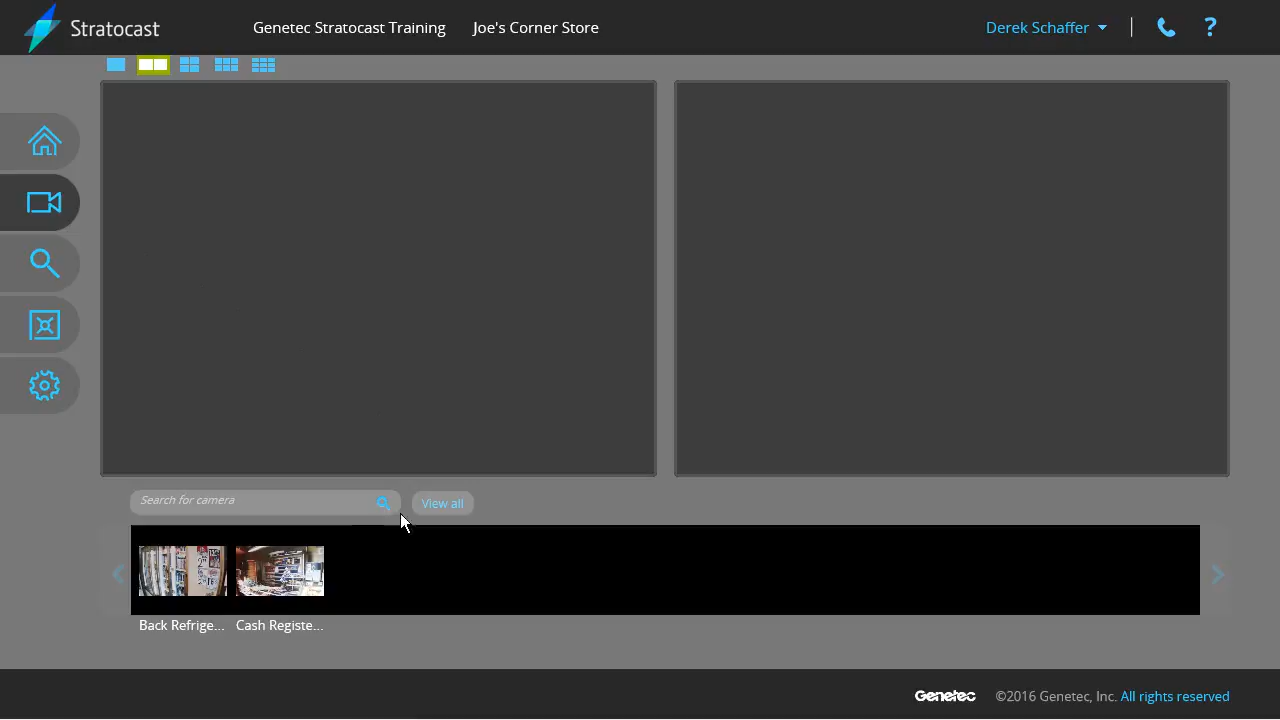 Stratocast
Genetec Stratocast Training
Joe's Corner Store
Derek Schaffer
?
Search for camera
View all
Back Refrige...
Cash Registe...
Genetec
©2016 Genetec, Inc. All rights reserved